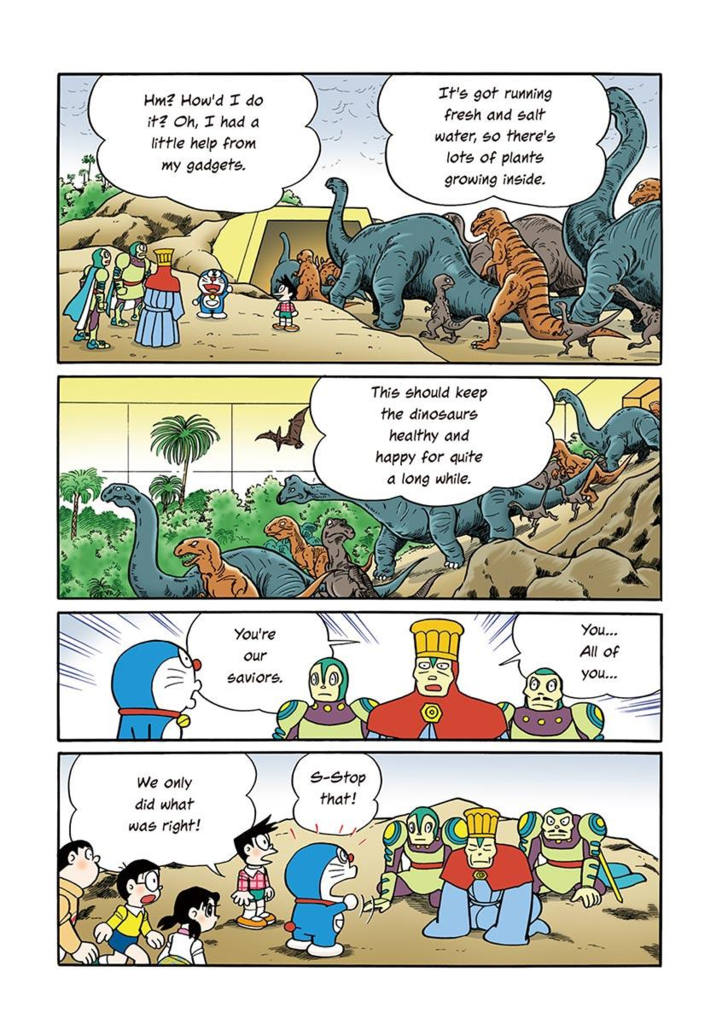 It's got running
fresh and salt
water, so there's
lots of plants
growing inside.
Hm? How'd I do
it? Oh, I had a
little help from
my gadgets.
This should keep
the dinosaurs
healthy and
happy for quite
a long while.
You...
All of
you...
You're
our
saviors.
S-Stop
that!
We only
did what
was right!